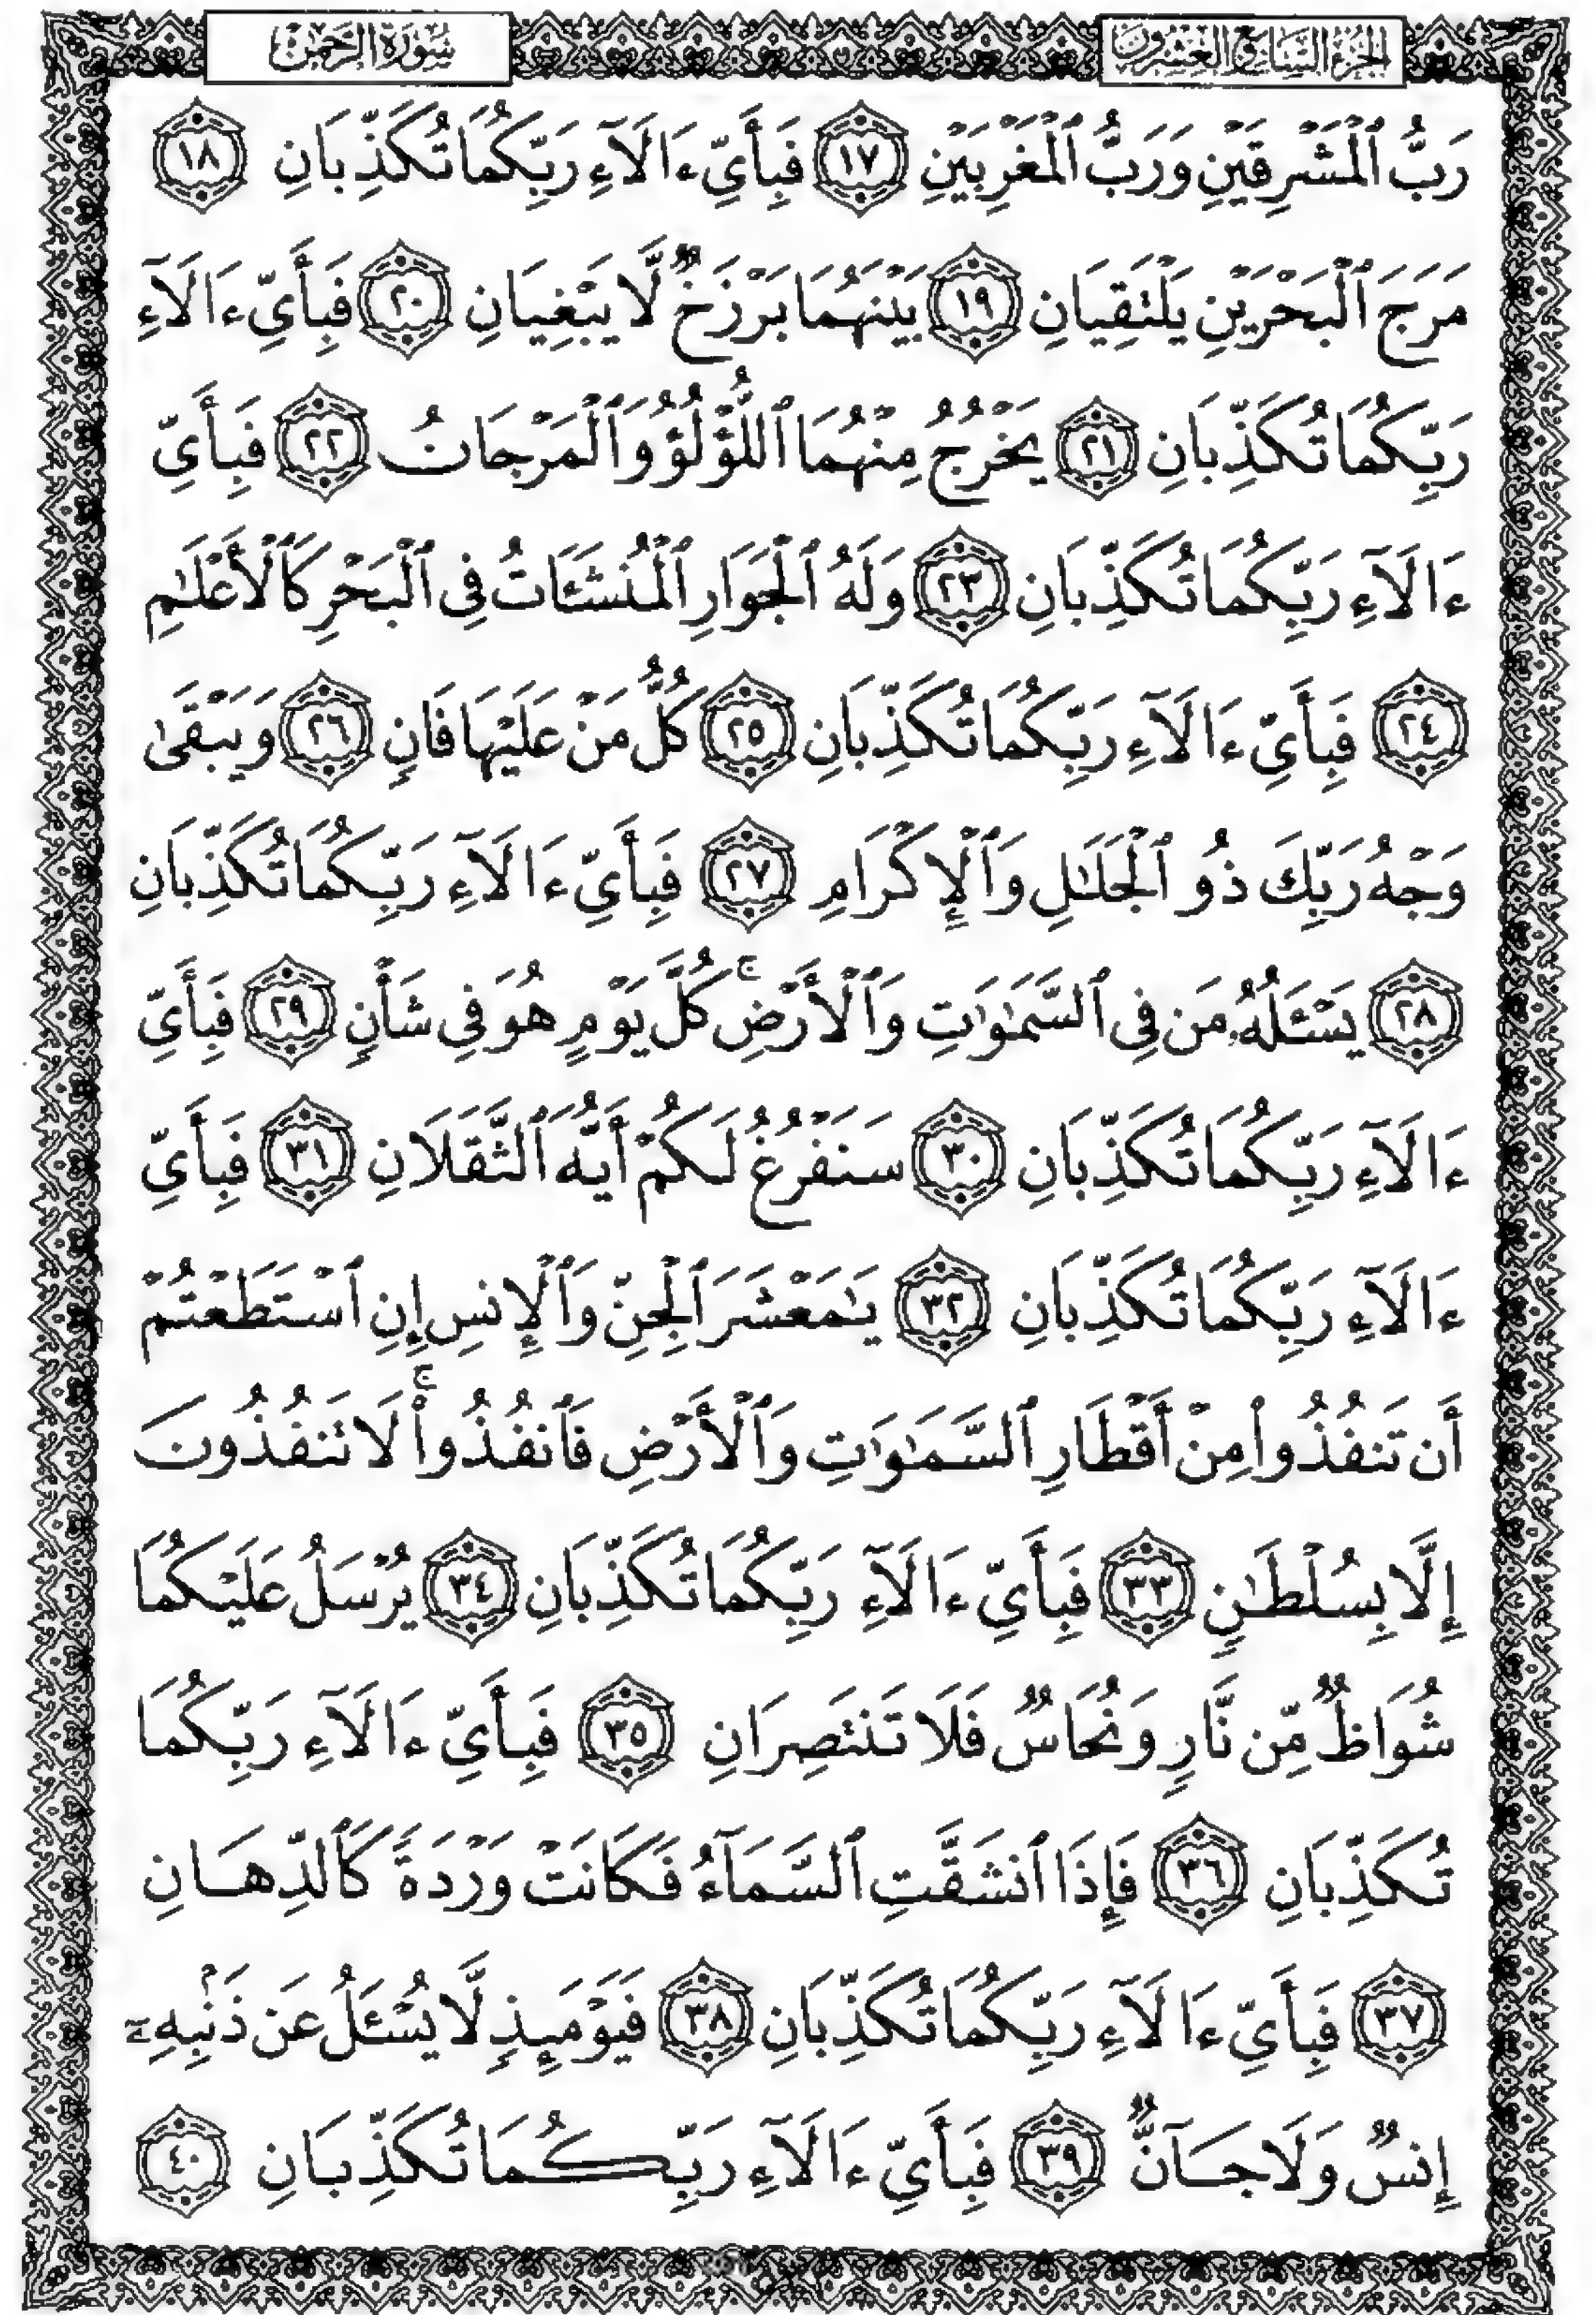 الجزء السابع والعشرون سورة الرحمن
رَبُّ ٱلْمَشْرِقَيْنِ وَرَبُّ ٱلْمَغْرِبَيْنِ ١٧ فَبِأَىِّ ءَالَآءِ رَبِّكُمَا تُكَذِّبَانِ ١٨
مَرَجَ ٱلْبَحْرَيْنِ يَلْتَقِيَانِ ١٩ بَيْنَهُمَا بَرْزَخٌ لَّا يَبْغِيَانِ ٢٠ فَبِأَىِّ ءَالَآءِ
رَبِّكُمَا تُكَذِّبَانِ ٢١ يَخْرُجُ مِنْهُمَا ٱللُّؤْلُؤُ وَٱلْمَرْجَانُ ٢٢ فَبِأَىِّ
ءَالَآءِ رَبِّكُمَا تُكَذِّبَانِ ٢٣ وَلَهُ ٱلْجَوَارِ ٱلْمُنشَـَٔاتُ فِى ٱلْبَحْرِ كَٱلْأَعْلَـٰمِ
٢٤ فَبِأَىِّ ءَالَآءِ رَبِّكُمَا تُكَذِّبَانِ ٢٥ كُلُّ مَنْ عَلَيْهَا فَانٍ ٢٦ وَيَبْقَىٰ
وَجْهُ رَبِّكَ ذُو ٱلْجَلَـٰلِ وَٱلْإِكْرَامِ ٢٧ فَبِأَىِّ ءَالَآءِ رَبِّكُمَا تُكَذِّبَانِ
٢٨ يَسْـَٔلُهُۥ مَن فِى ٱلسَّمَـٰوَٰتِ وَٱلْأَرْضِ ۚ كُلَّ يَوْمٍ هُوَ فِى شَأْنٍ ٢٩ فَبِأَىِّ
ءَالَآءِ رَبِّكُمَا تُكَذِّبَانِ ٣٠ سَنَفْرُغُ لَكُمْ أَيُّهَ ٱلثَّقَلَانِ ٣١ فَبِأَىِّ
ءَالَآءِ رَبِّكُمَا تُكَذِّبَانِ ٣٢ يَـٰمَعْشَرَ ٱلْجِنِّ وَٱلْإِنسِ إِنِ ٱسْتَطَعْتُمْ
أَن تَنفُذُوا۟ مِنْ أَقْطَارِ ٱلسَّمَـٰوَٰتِ وَٱلْأَرْضِ فَٱنفُذُوا۟ ۚ لَا تَنفُذُونَ
إِلَّا بِسُلْطَـٰنٍ ٣٣ فَبِأَىِّ ءَالَآءِ رَبِّكُمَا تُكَذِّبَانِ ٣٤ يُرْسَلُ عَلَيْكُمَا
شُوَاظٌ مِّن نَّارٍ وَنُحَاسٌ فَلَا تَنتَصِرَانِ ٣٥ فَبِأَىِّ ءَالَآءِ رَبِّكُمَا
تُكَذِّبَانِ ٣٦ فَإِذَا ٱنشَقَّتِ ٱلسَّمَآءُ فَكَانَتْ وَرْدَةً كَٱلدِّهَانِ
٣٧ فَبِأَىِّ ءَالَآءِ رَبِّكُمَا تُكَذِّبَانِ ٣٨ فَيَوْمَئِذٍ لَّا يُسْـَٔلُ عَن ذَنۢبِهِۦٓ
إِنسٌ وَلَا جَآنٌّ ٣٩ فَبِأَىِّ ءَالَآءِ رَبِّكُمَا تُكَذِّبَانِ ٤٠